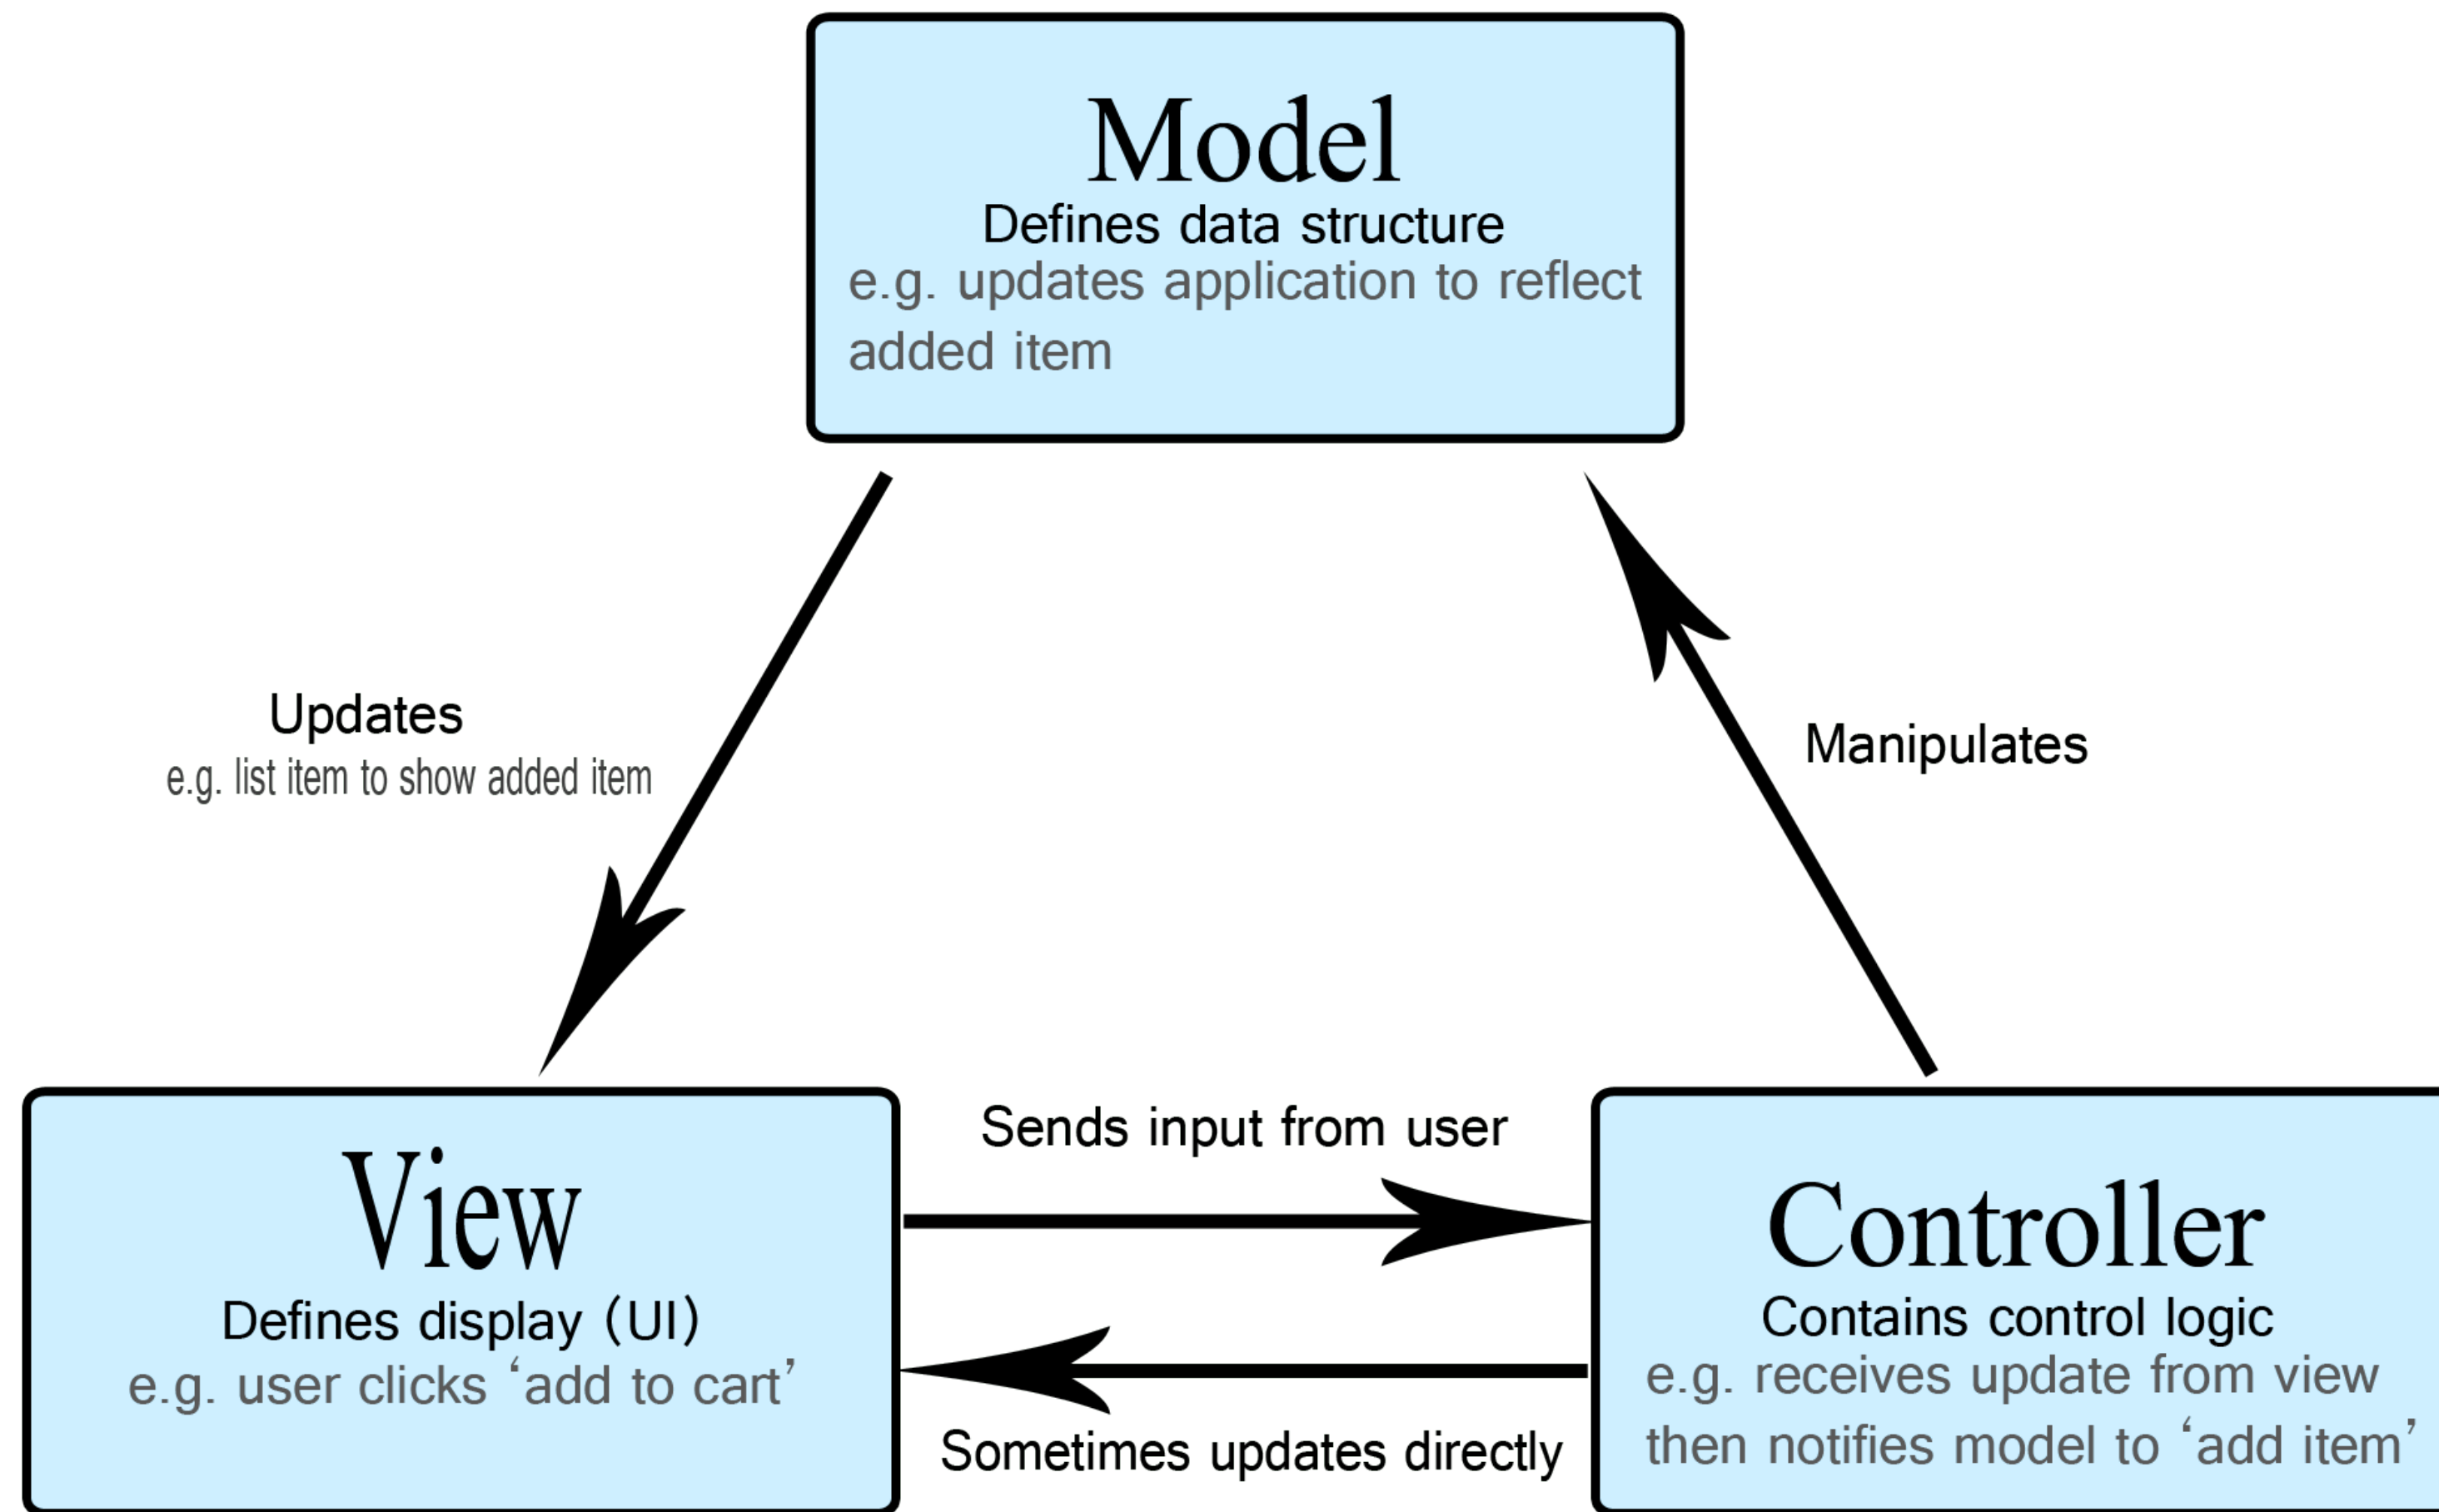 Model
Defines data structure
e.g. updates application to reflect
added item
Updates
e.g. list item to show added item
Manipulates
Sends input from user
View
Defines display (UI)
e.g. user clicks ‘add to cart’
Controller
Contains control logic
e.g. receives update from view
then notifies model to ‘add item’
Sometimes updates directly